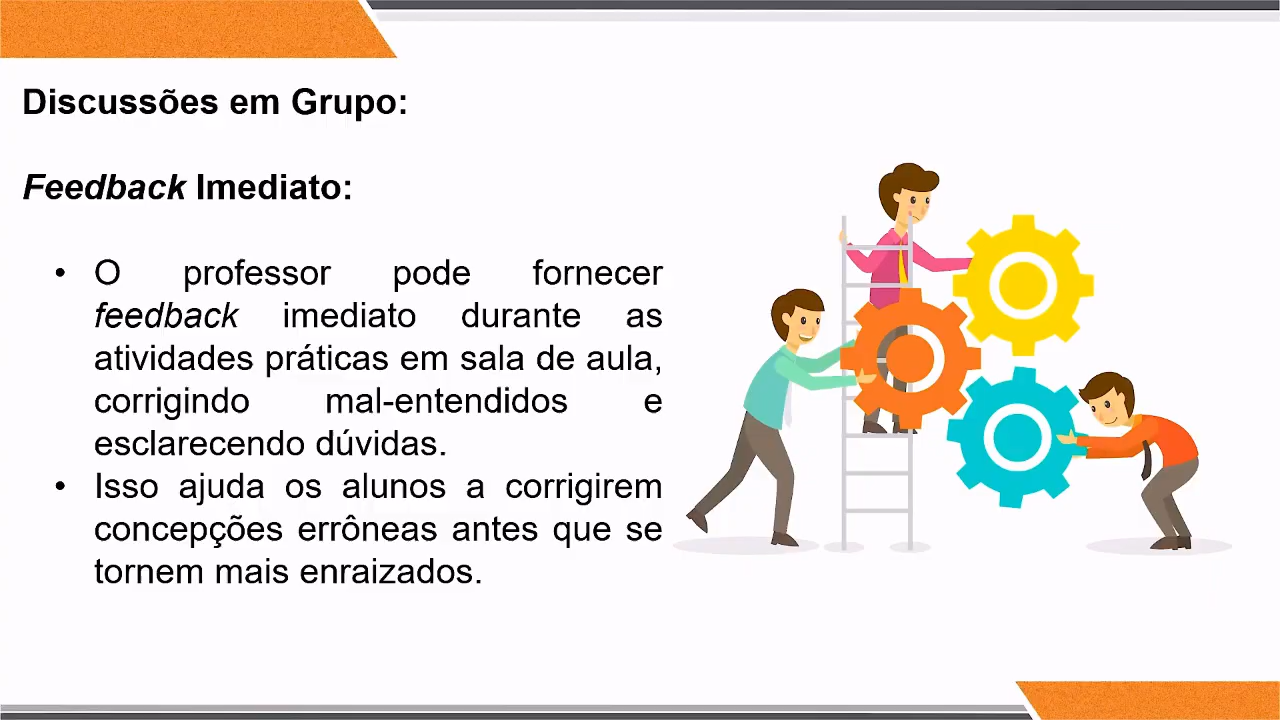 Discussões em Grupo:
Feedback Imediato:
• O professor pode fornecer
feedback imediato durante as
atividades práticas em sala de aula,
corrigindo mal-entendidos e
esclarecendo dúvidas.
• Isso ajuda os alunos a corrigirem
concepções errôneas antes que se
tornem mais enraizados.